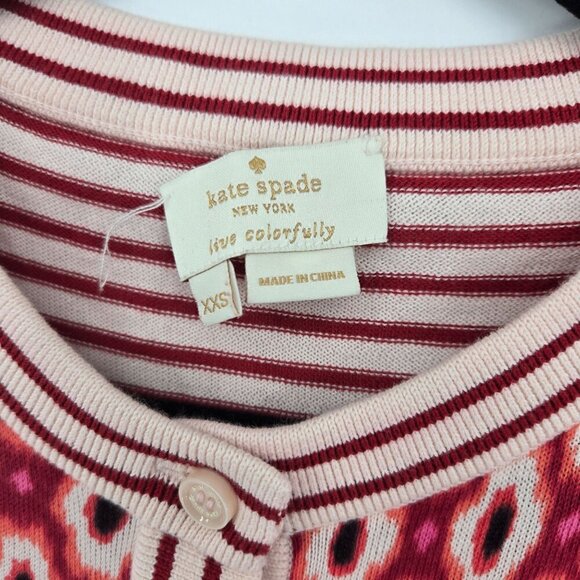 kate spade
NEW YORK
live colorfully
XXS
MADE IN CHINA